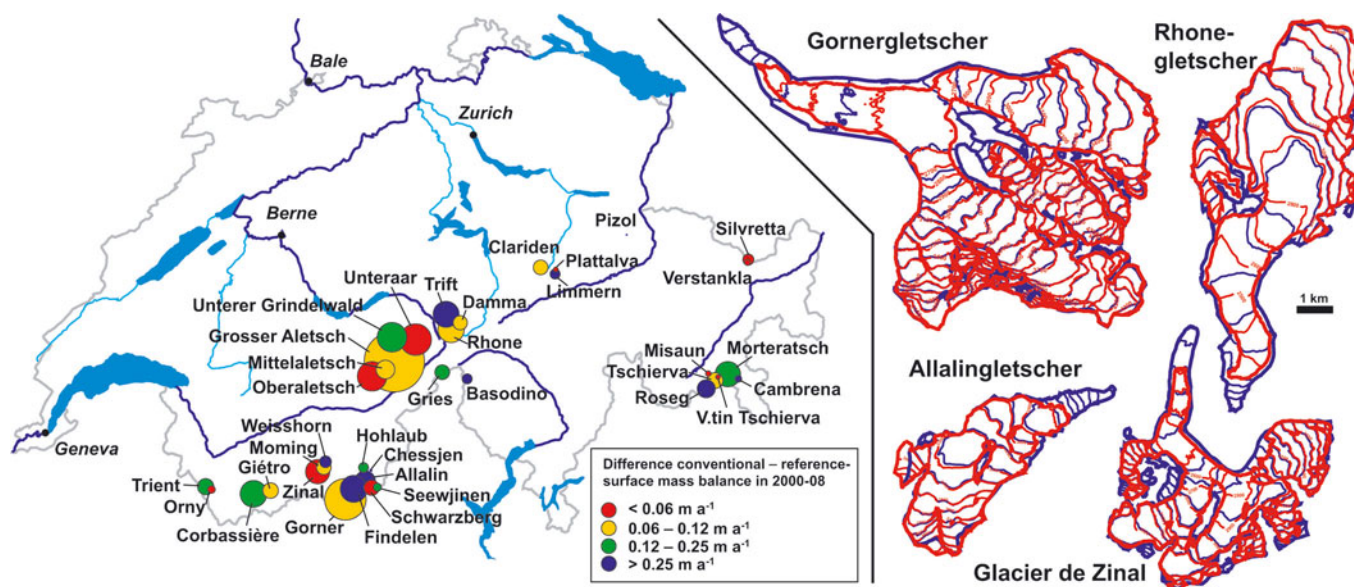 Bale
Zurich
Berne
Geneva
Pizol
Silvretta
Verstankla
Clariden
Plattalva
Limmern
Unteraar
Trift
Damma
Unterer Grindelwald
Grosser Aletsch
Rhone
Mittelaletsch
Oberaletsch
Gries
Basodino
Misaun
Morteratsch
Tschierva
Cambrena
Roseg
V.tin Tschierva
Weisshorn
Hohlaub
Moming
Chessjen
Giétro
Allalin
Trient
Zinal
Seewjinen
Orny
Schwarzberg
Corbassière
Gorner
Findelen
Difference conventional – reference-
surface mass balance in 2000-08
< 0.06 m a⁻¹
0.06 – 0.12 m a⁻¹
0.12 – 0.25 m a⁻¹
> 0.25 m a⁻¹
Gornergletscher
Rhone-
gletscher
1 km
Allalingletscher
Glacier de Zinal